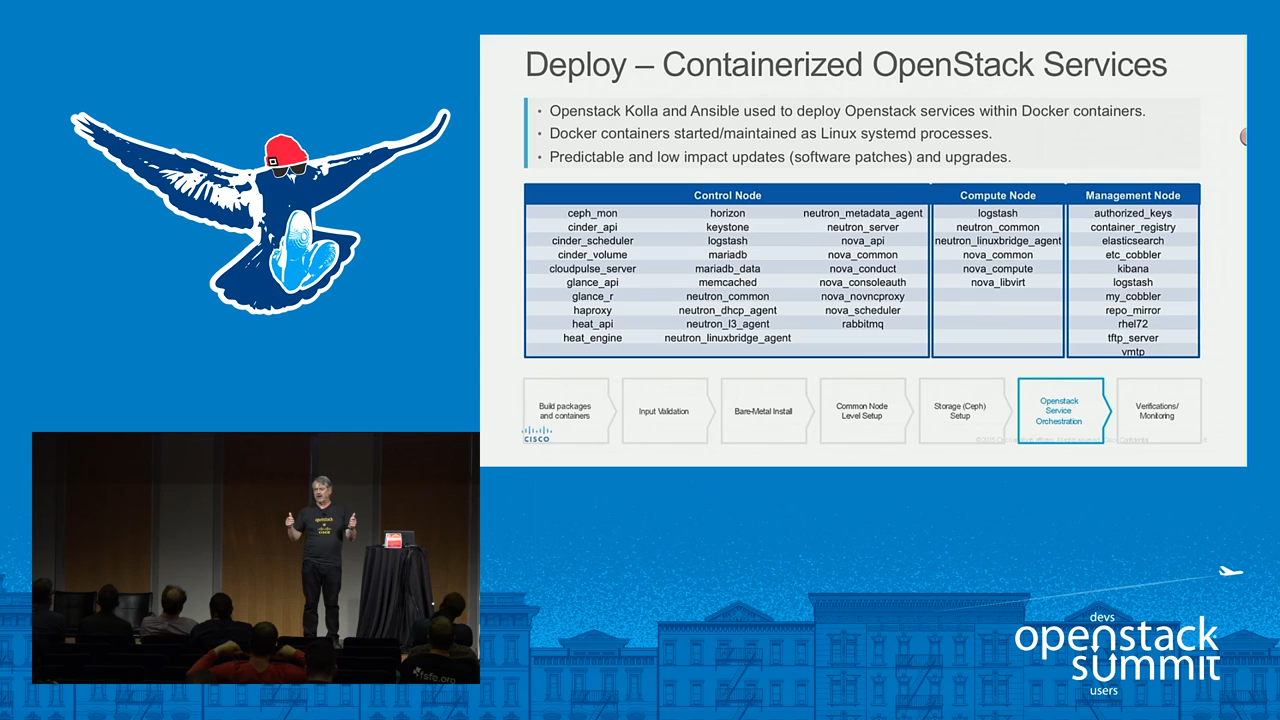 Deploy – Containerized OpenStack Services
• Openstack Kolla and Ansible used to deploy Openstack services within Docker containers.
• Docker containers started/maintained as Linux systemd processes.
• Predictable and low impact updates (software patches) and upgrades.
Control Node Compute Node Management Node
ceph_mon horizon neutron_metadata_agent logstash authorized_keys
cinder_api keystone neutron_server neutron_common container_registry
cinder_scheduler logstash nova_api neutron_linuxbridge_agent elasticsearch
cinder_volume mariadb nova_common nova_common etc_cobbler
cloudpulse_server mariadb_data nova_conduct nova_compute kibana
glance_api memcached nova_consoleauth nova_libvirt logstash
glance_r neutron_common nova_novncproxy my_cobbler
haproxy neutron_dhcp_agent nova_scheduler repo_mirror
heat_api neutron_l3_agent rabbitmq rhel72
heat_engine neutron_linuxbridge_agent tftp_server
vmtp
Build packages
and containers
Input Validation
Bare-Metal Install
Common Node
Level Setup
Storage (Ceph)
Setup
Openstack
Service
Orchestration
Verifications/
Monitoring
CISCO
openstack
CISCO
fsfe.org
devs
openstack
summit
users